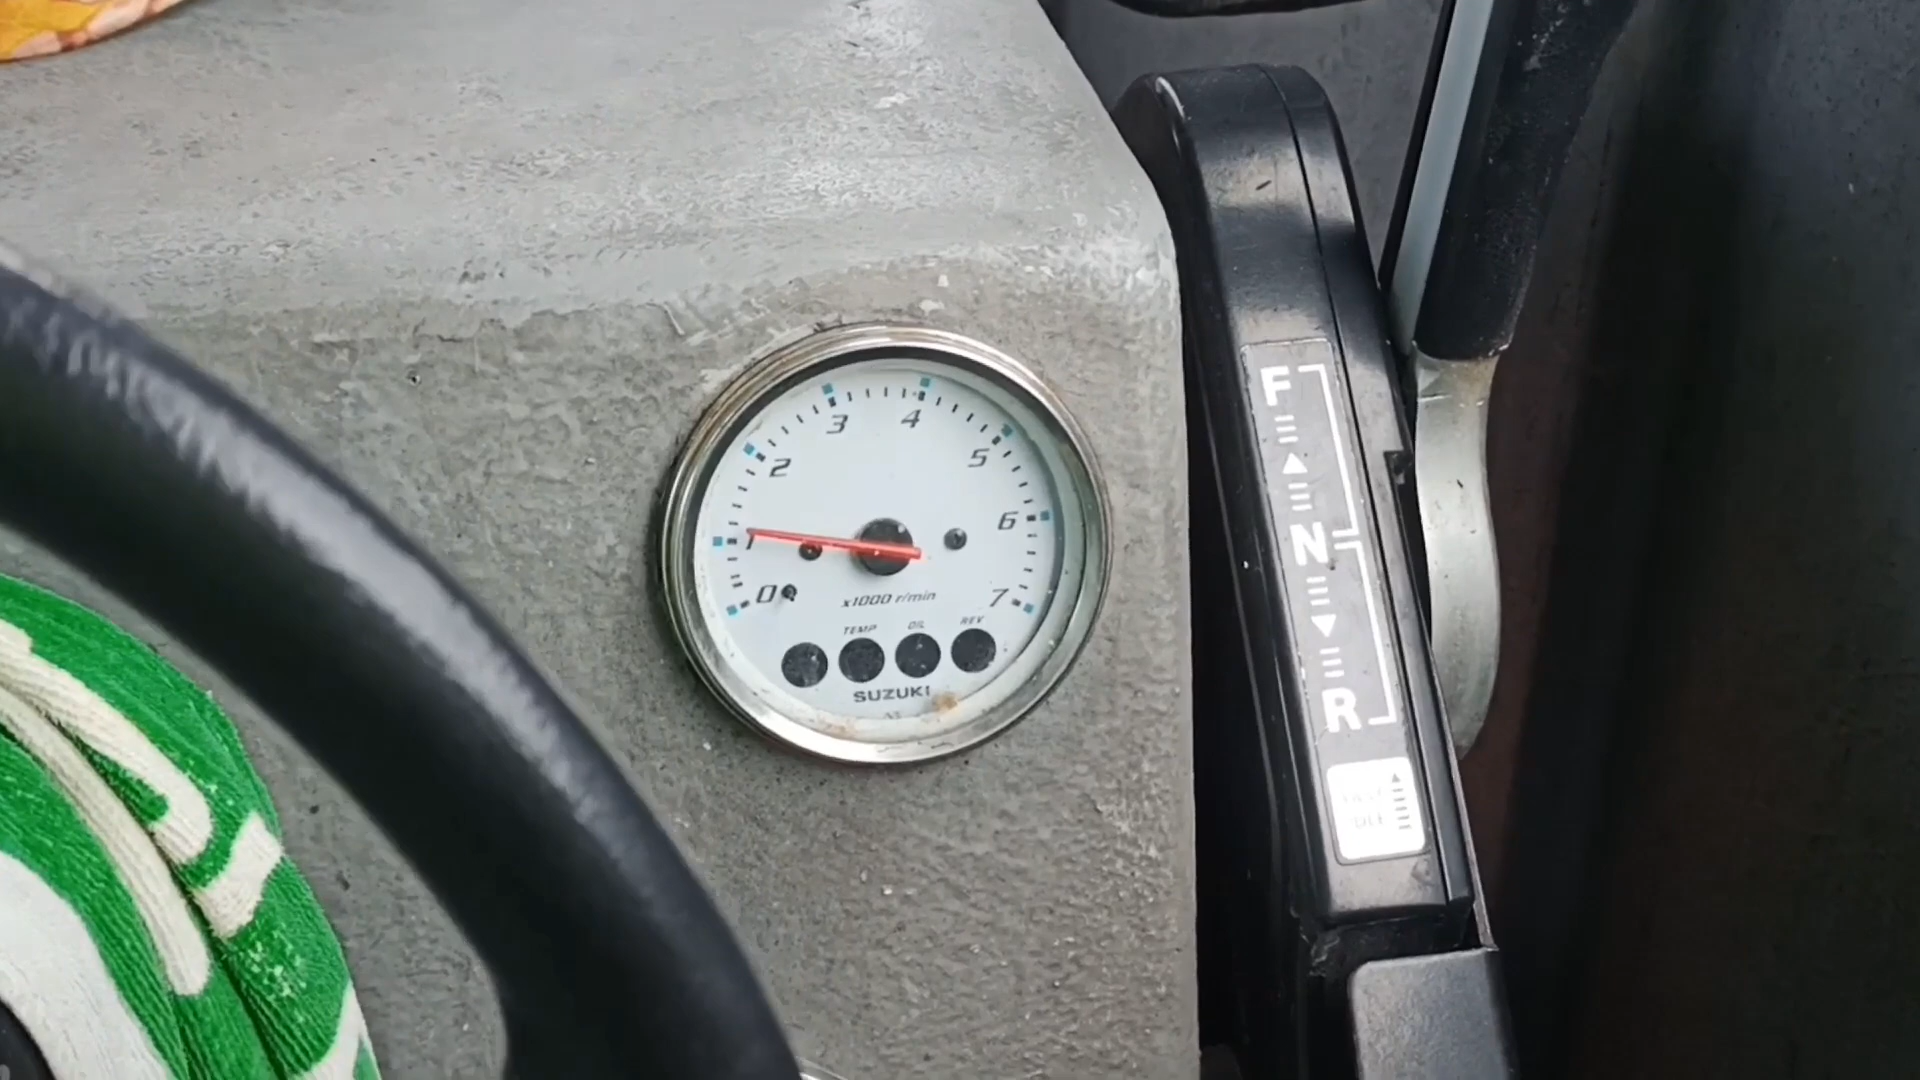 0 1 2 3 4 5 6 7
x1000 r/min
TEMP OIL REV
SUZUKI
F
N
R